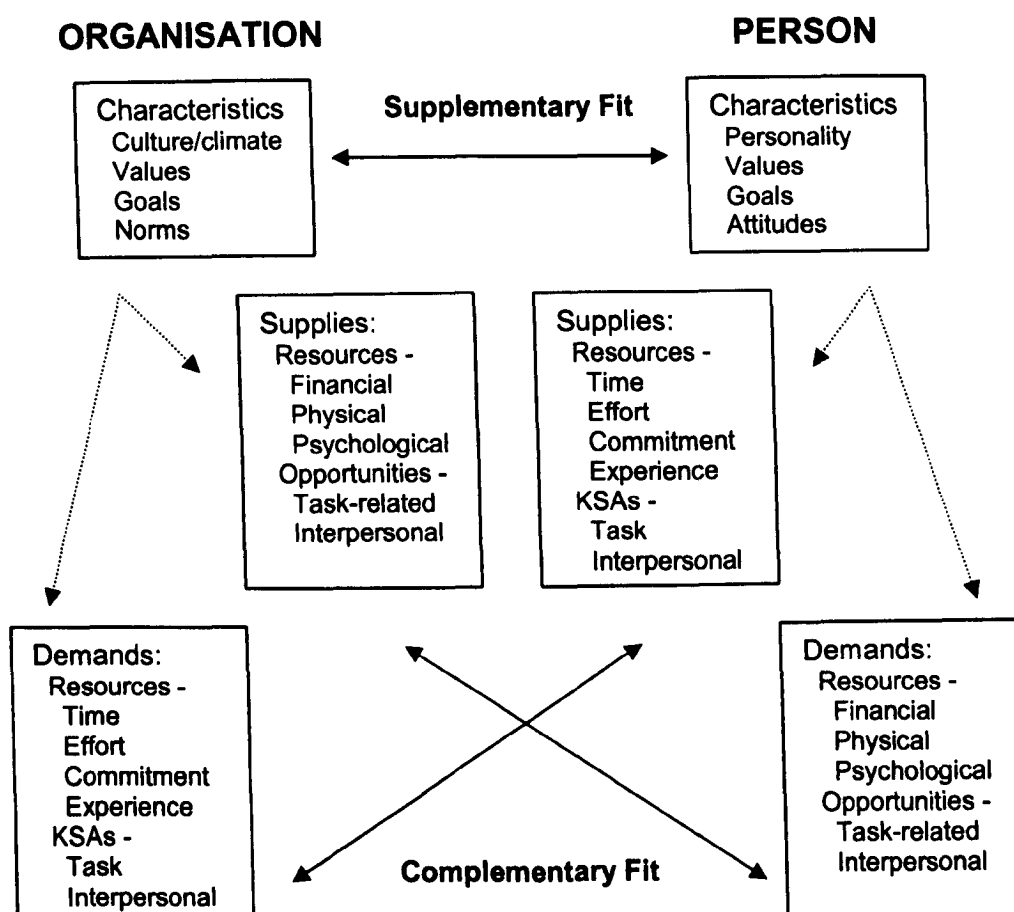 ORGANISATION
PERSON
Characteristics
Culture/climate
Values
Goals
Norms
Supplementary Fit
Characteristics
Personality
Values
Goals
Attitudes
Supplies:
Resources -
Financial
Physical
Psychological
Opportunities -
Task-related
Interpersonal
Supplies:
Resources -
Time
Effort
Commitment
Experience
KSAs -
Task
Interpersonal
Demands:
Resources -
Time
Effort
Commitment
Experience
KSAs -
Task
Interpersonal
Complementary Fit
Demands:
Resources -
Financial
Physical
Psychological
Opportunities -
Task-related
Interpersonal